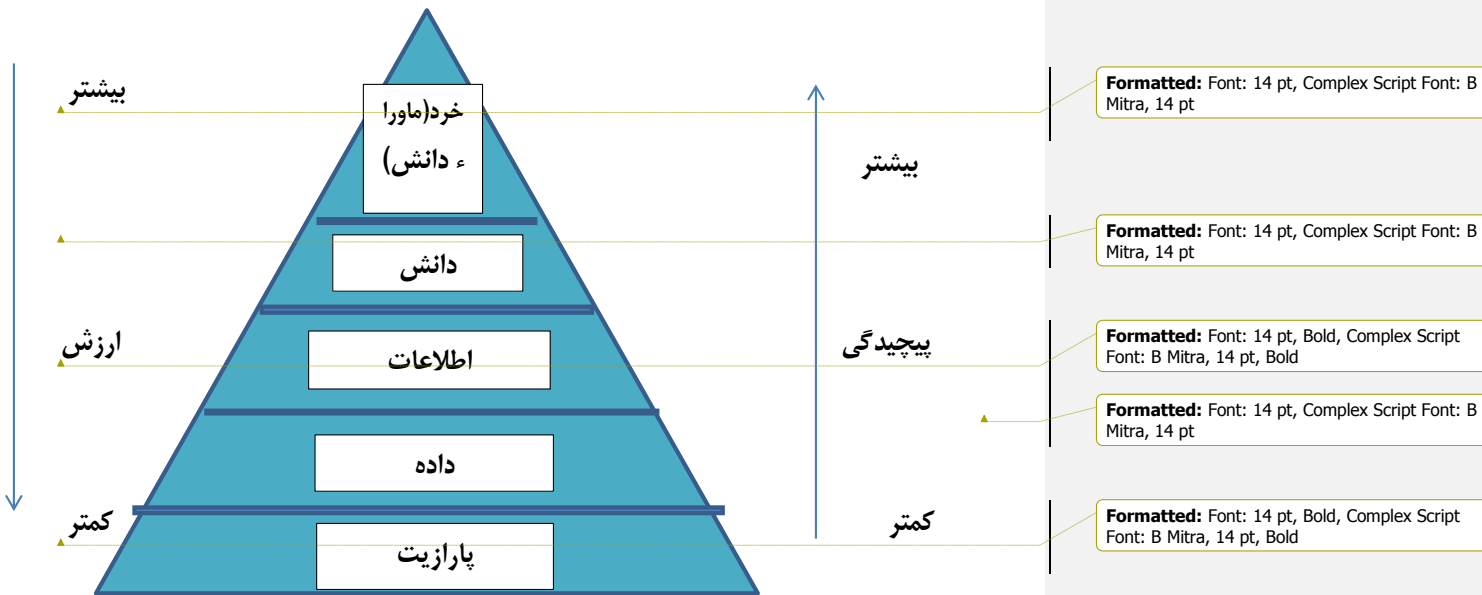 بیشتر
خرد(ماورا
ء دانش)
بیشتر
دانش
ارزش
اطلاعات
پیچیدگی
داده
کمتر
پارازیت
کمتر
Formatted: Font: 14 pt, Complex Script Font: B
Mitra, 14 pt
Formatted: Font: 14 pt, Complex Script Font: B
Mitra, 14 pt
Formatted: Font: 14 pt, Bold, Complex Script
Font: B Mitra, 14 pt, Bold
Formatted: Font: 14 pt, Complex Script Font: B
Mitra, 14 pt
Formatted: Font: 14 pt, Bold, Complex Script
Font: B Mitra, 14 pt, Bold